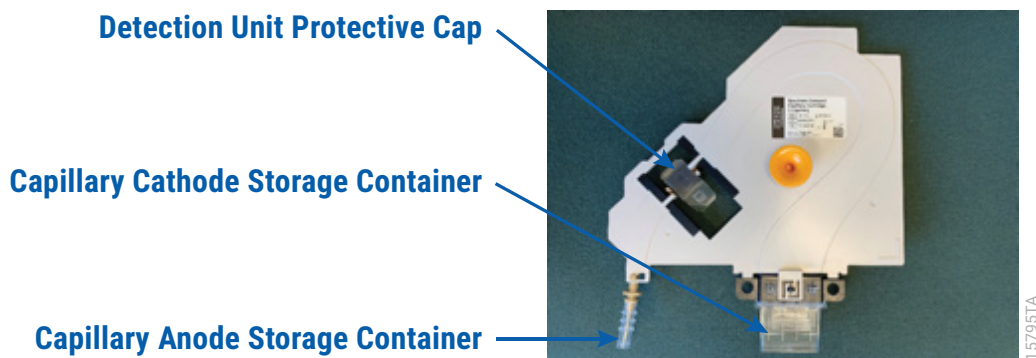 Detection Unit Protective Cap
Capillary Cathode Storage Container
Capillary Anode Storage Container
15795TA